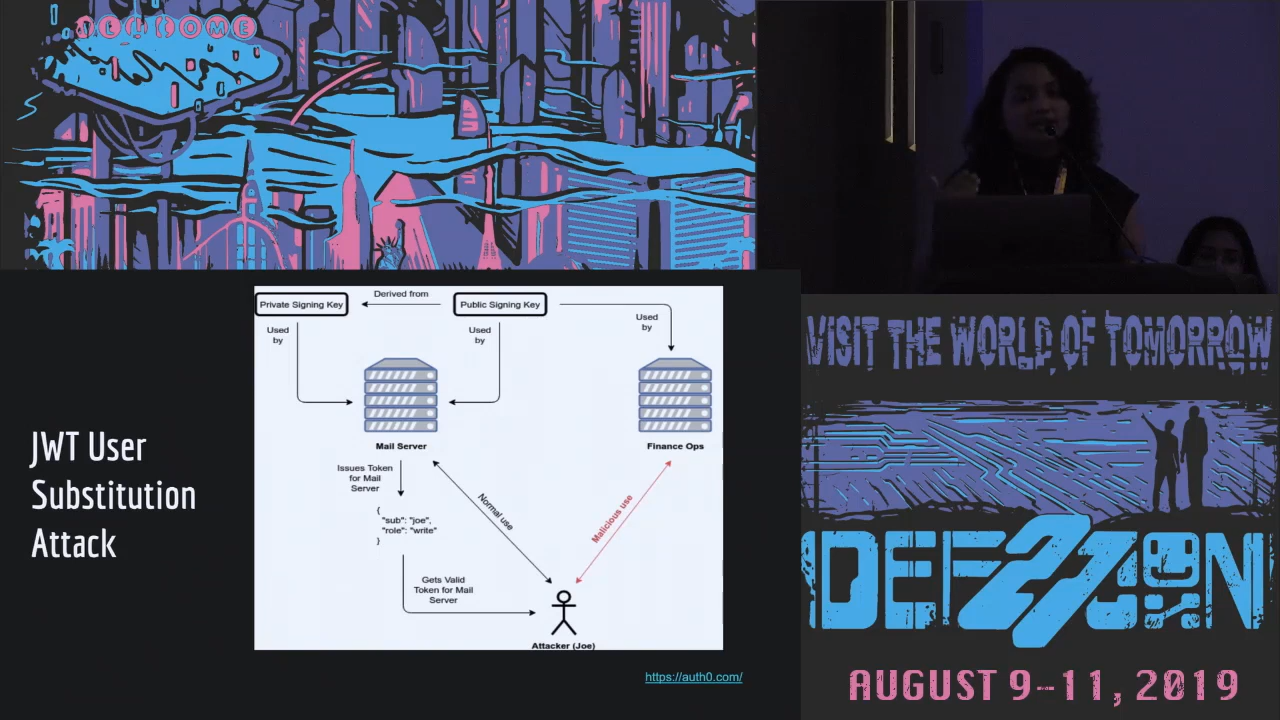 WELCOME
Private Signing Key
Derived from
Public Signing Key
Used
by
Used
by
Used
by
Mail Server
Finance Ops
Issues Token
for Mail
Server
{
"sub": "joe",
"role": "write"
}
Normal use
Malicious use
Gets Valid
Token for Mail
Server
Attacker (Joe)
JWT User
Substitution
Attack
https://auth0.com/
VISIT THE WORLD OF TOMORROW
DEF27CON
AUGUST 9-11, 2019